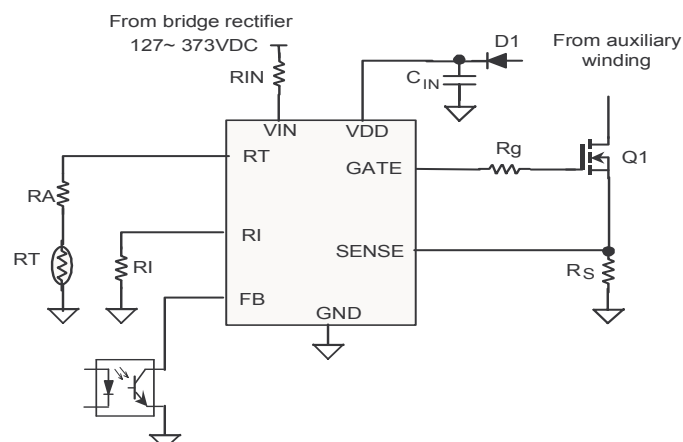 From bridge rectifier
127~ 373VDC
RIN
D1
From auxiliary
winding
CIN
VIN
VDD
RT
GATE
Rg
Q1
RA
RI
SENSE
RT
RI
RS
FB
GND